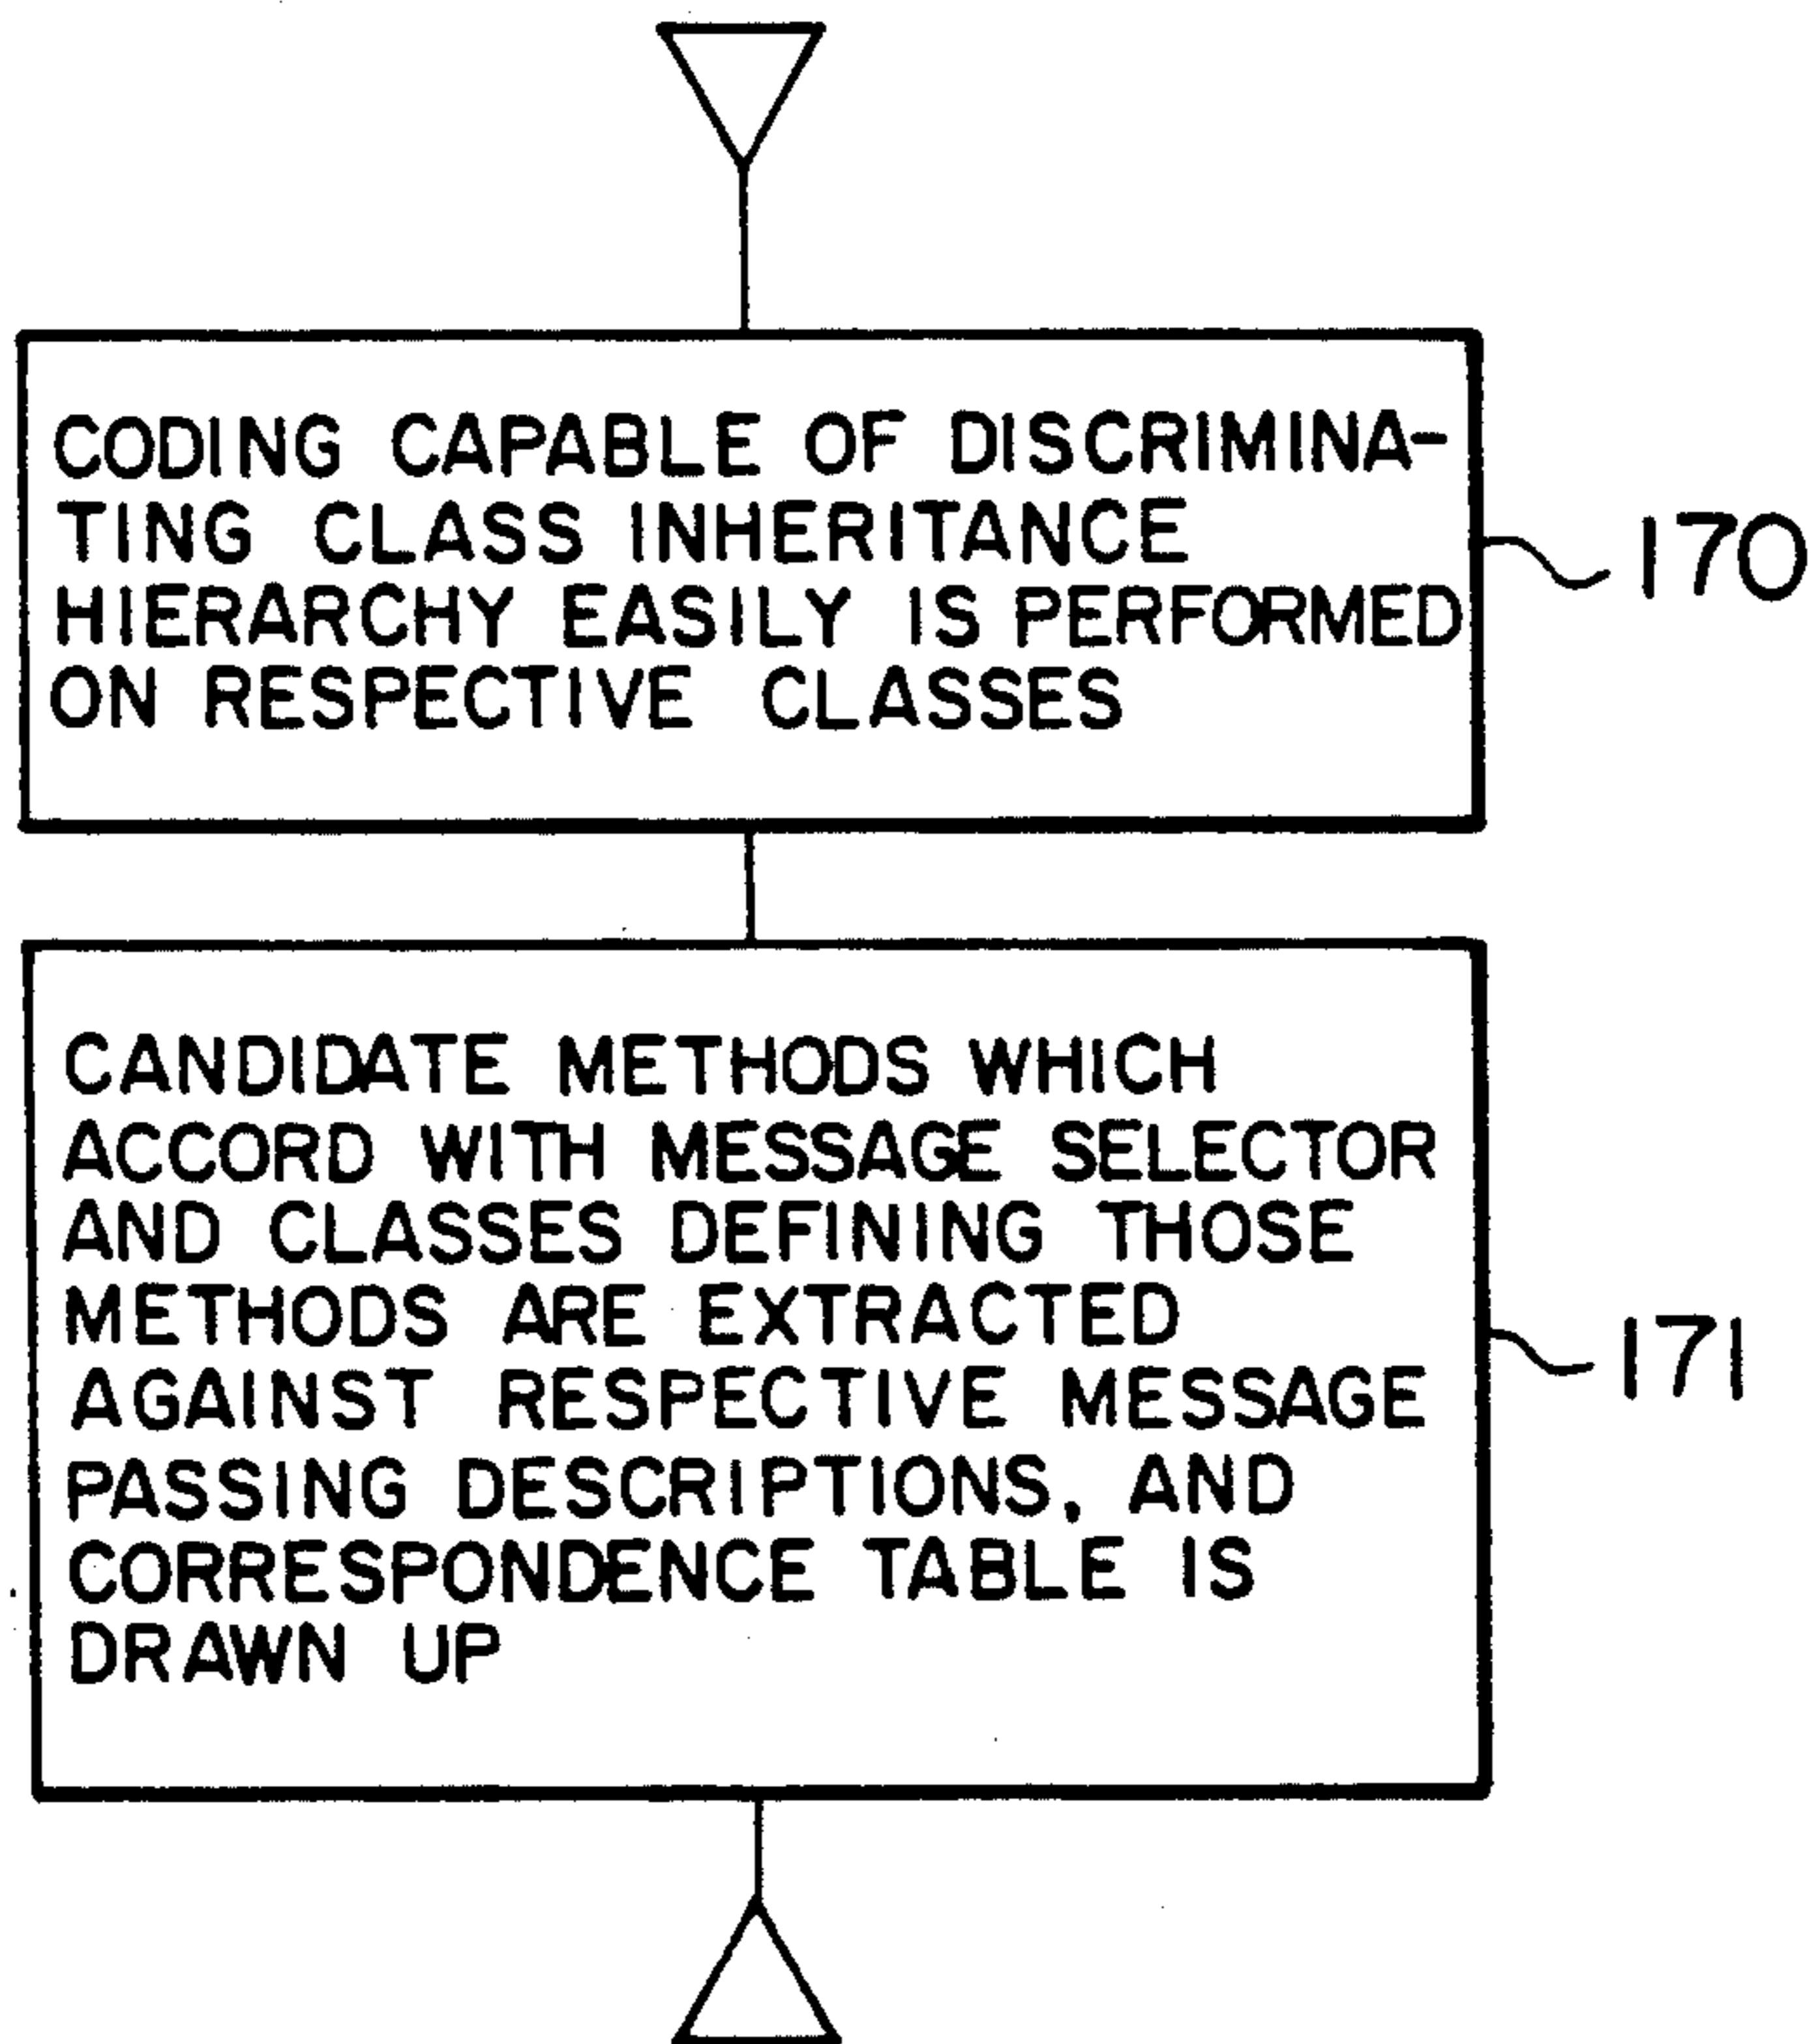 CODING CAPABLE OF DISCRIMINA-
TING CLASS INHERITANCE
HIERARCHY EASILY IS PERFORMED
ON RESPECTIVE CLASSES
170
CANDIDATE METHODS WHICH
ACCORD WITH MESSAGE SELECTOR
AND CLASSES DEFINING THOSE
METHODS ARE EXTRACTED
AGAINST RESPECTIVE MESSAGE
PASSING DESCRIPTIONS, AND
CORRESPONDENCE TABLE IS
DRAWN UP
171